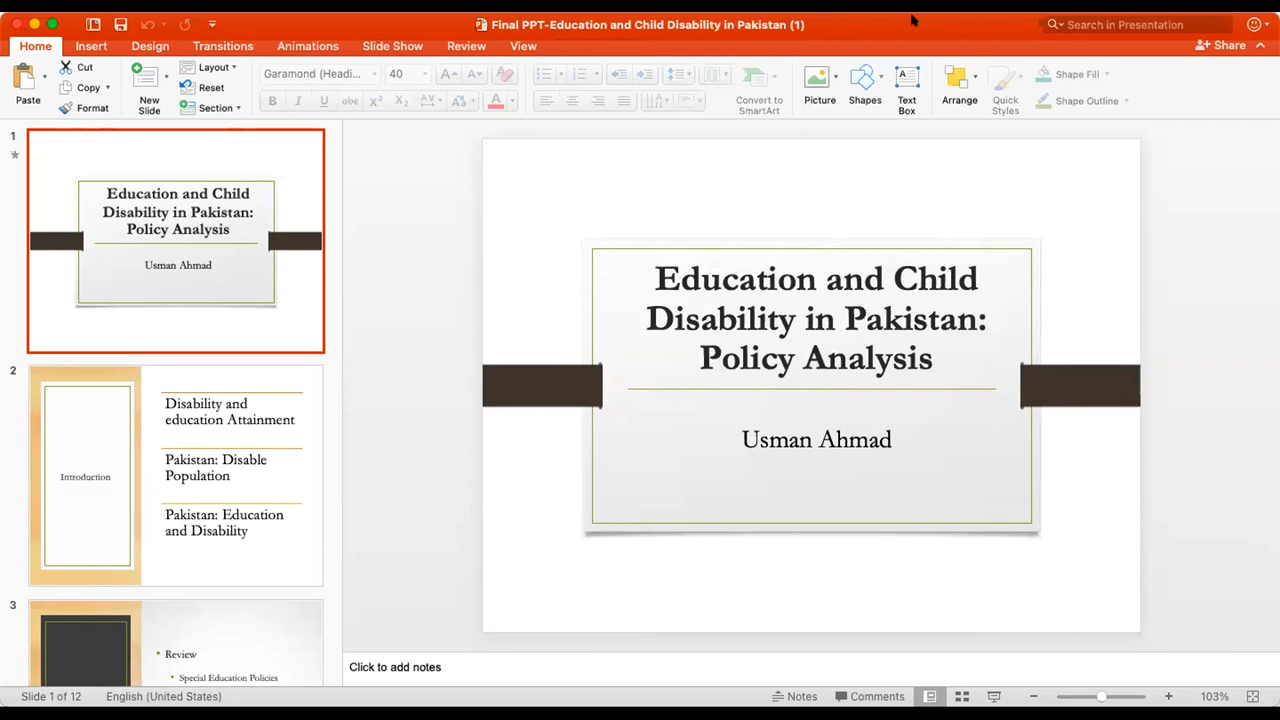 Final PPT-Education and Child Disability in Pakistan (1)
Search in Presentation
Home Insert Design Transitions Animations Slide Show Review View
Share
Paste
Cut
Copy
Format
New
Slide
Layout
Reset
Section
Garamond (Headi...
40
Convert to
SmartArt
Picture
Shapes
Text
Box
Arrange
Quick
Styles
Shape Fill
Shape Outline
1
Education and Child
Disability in Pakistan:
Policy Analysis
Usman Ahmad
2
Introduction
Disability and
education Attainment
Pakistan: Disable
Population
Pakistan: Education
and Disability
3
Review
Special Education Policies
Education and Child
Disability in Pakistan:
Policy Analysis
Usman Ahmad
Click to add notes
Slide 1 of 12
English (United States)
Notes
Comments
103%